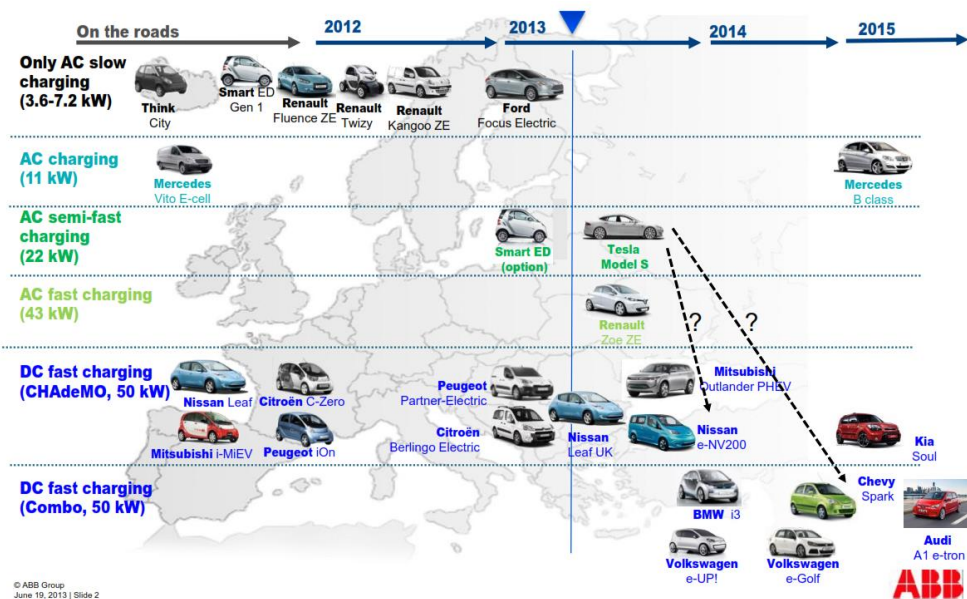 On the roads
2012
2013
2014
2015
Only AC slow
charging
(3.6-7.2 kW)
Think
City
Smart ED
Gen 1
Renault
Fluence ZE
Renault
Twizy
Renault
Kangoo ZE
Ford
Focus Electric
AC charging
(11 kW)
Mercedes
Vito E-cell
Mercedes
B class
AC semi-fast
charging
(22 kW)
Smart ED
(option)
Tesla
Model S
AC fast charging
(43 kW)
Renault
Zoe ZE
?
?
DC fast charging
(CHAdeMO, 50 kW)
Nissan Leaf
Citroën C-Zero
Mitsubishi i-MiEV
Peugeot iOn
Peugeot
Partner-Electric
Citroën
Berlingo Electric
Nissan
Leaf UK
Mitsubishi
Outlander PHEV
Nissan
e-NV200
Kia
Soul
DC fast charging
(Combo, 50 kW)
BMW i3
Chevy
Spark
Volkswagen
e-UP!
Volkswagen
e-Golf
Audi
A1 e-tron
© ABB Group
June 19, 2013 | Slide 2
ABB